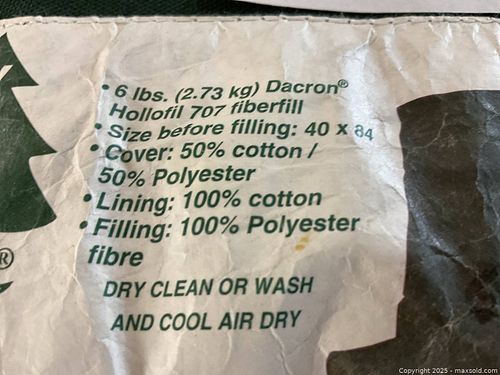 • 6 lbs. (2.73 kg) Dacron®
Hollofil 707 fiberfill
• Size before filling: 40 x 84
• Cover: 50% cotton /
50% Polyester
• Lining: 100% cotton
• Filling: 100% Polyester
fibre
®
DRY CLEAN OR WASH
AND COOL AIR DRY
Copyright 2025 - maxsold.com